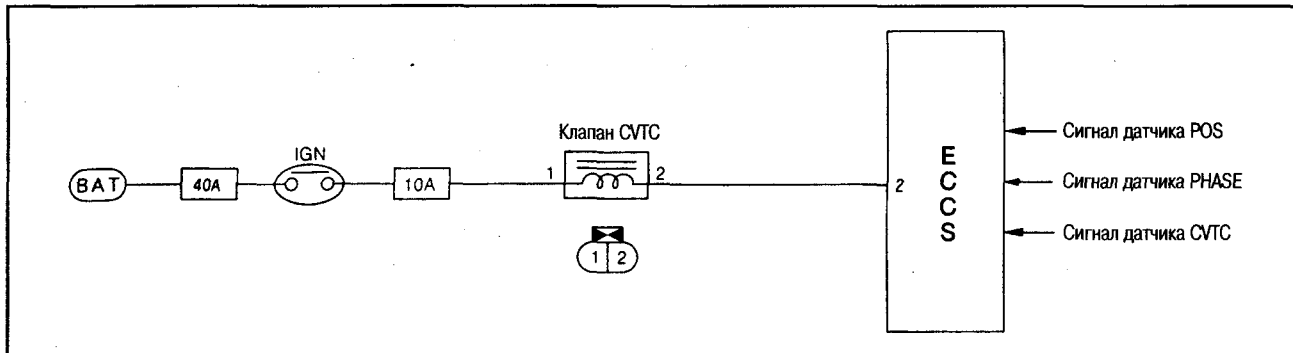 Клапан CVTC
IGN
BAT
40A
10A
1
2
1 2
2
E
C
C
S
Сигнал датчика POS
Сигнал датчика PHASE
Сигнал датчика CVTC